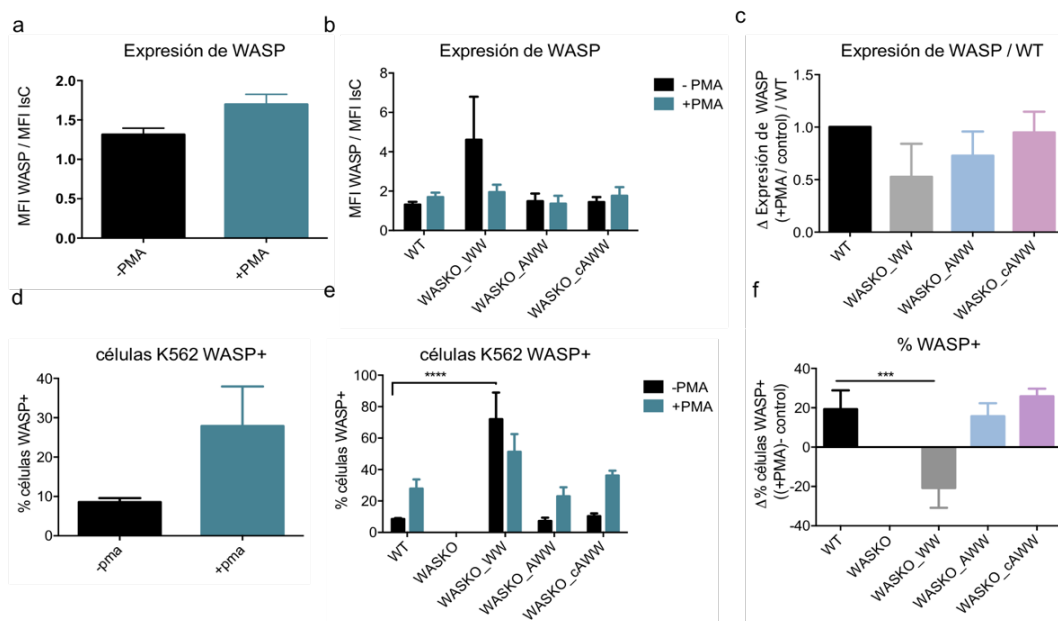 a
Expresión de WASP
MFI WASP / MFI IsC
2.0
1.5
1.0
0.5
0.0
-PMA
+PMA
b
Expresión de WASP
MFI WASP / MFI IsC
8
6
4
2
0
- PMA
+PMA
WT
WASKO_WW
WASKO_AWW
WASKO_cAWW
c
Expresión de WASP / WT
Δ Expresión de WASP
(+PMA / control) / WT
1.5
1.0
0.5
0.0
WT
WASKO_WW
WASKO_AWW
WASKO_cAWW
d
células K562 WASP+
% células WASP+
40
30
20
10
0
-pma
+pma
e
células K562 WASP+
% células WASP+
100
80
60
40
20
0
****
-PMA
+PMA
WT
WASKO
WASKO_WW
WASKO_AWW
WASKO_cAWW
f
% WASP+
Δ% células WASP+
((+PMA)- control)
40
20
0
-20
-40
***
WT
WASKO
WASKO_WW
WASKO_AWW
WASKO_cAWW